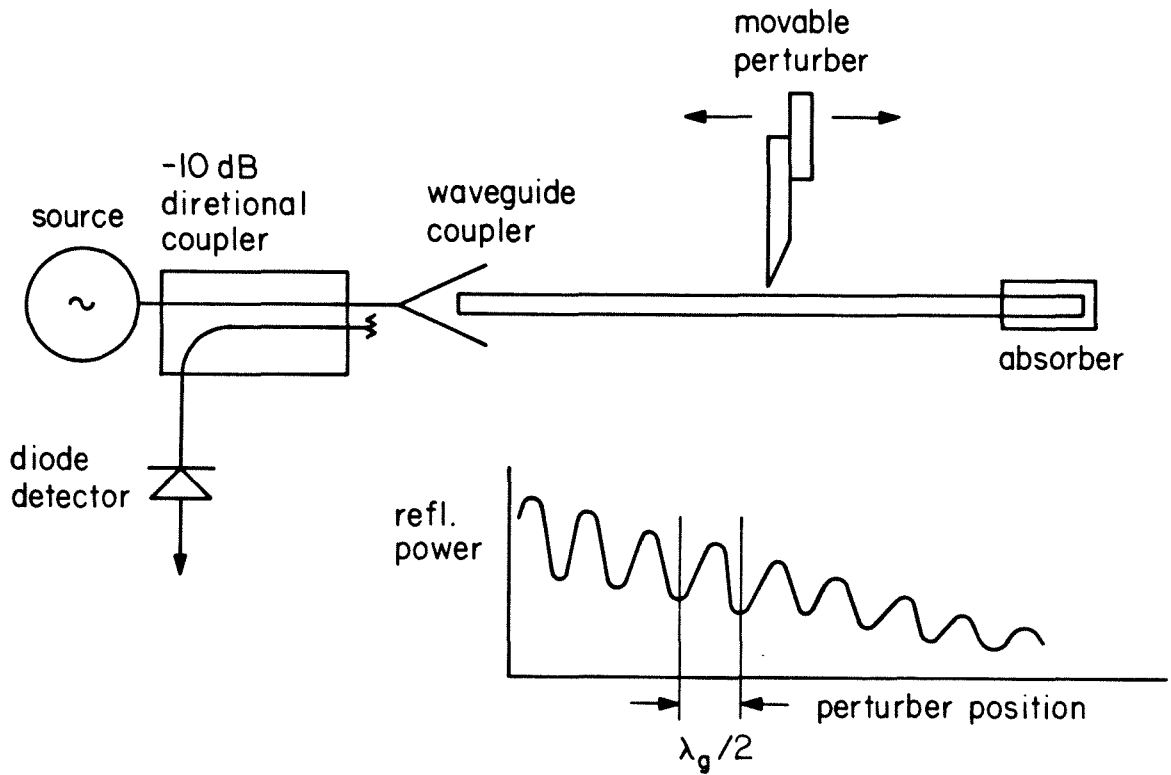 movable
perturber
-10 dB
diretional
coupler
waveguide
coupler
source
~
absorber
diode
detector
refl.
power
perturber position
λg/2